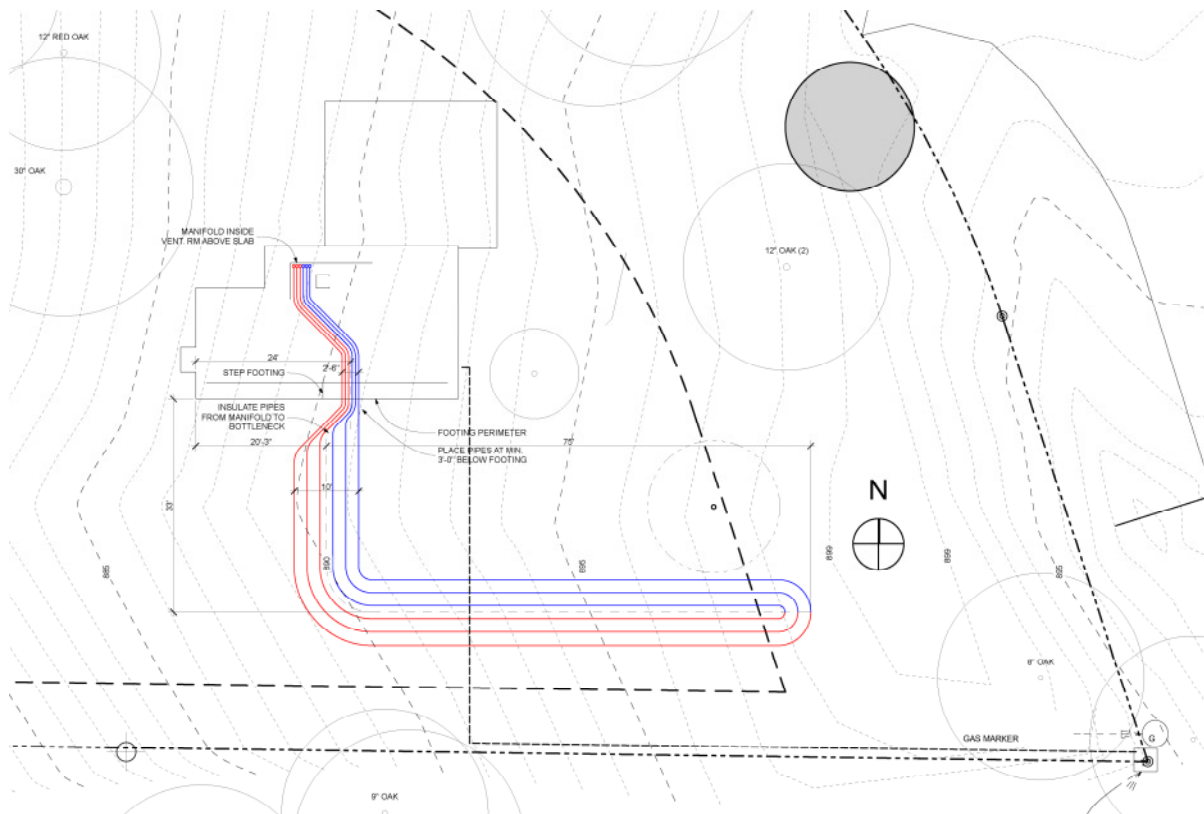 12" RED OAK
30" OAK
MANIFOLD INSIDE
VENT. RM ABOVE SLAB
12" OAK (2)
24'
STEP FOOTING
2'-6"
INSULATE PIPES
FROM MANIFOLD TO
BOTTLENECK
FOOTING PERIMETER
20'-3"
75'
PLACE PIPES AT MIN.
3'-0" BELOW FOOTING
10'
33'
N
885
890
895
899
899
895
8" OAK
GAS MARKER
G
9" OAK